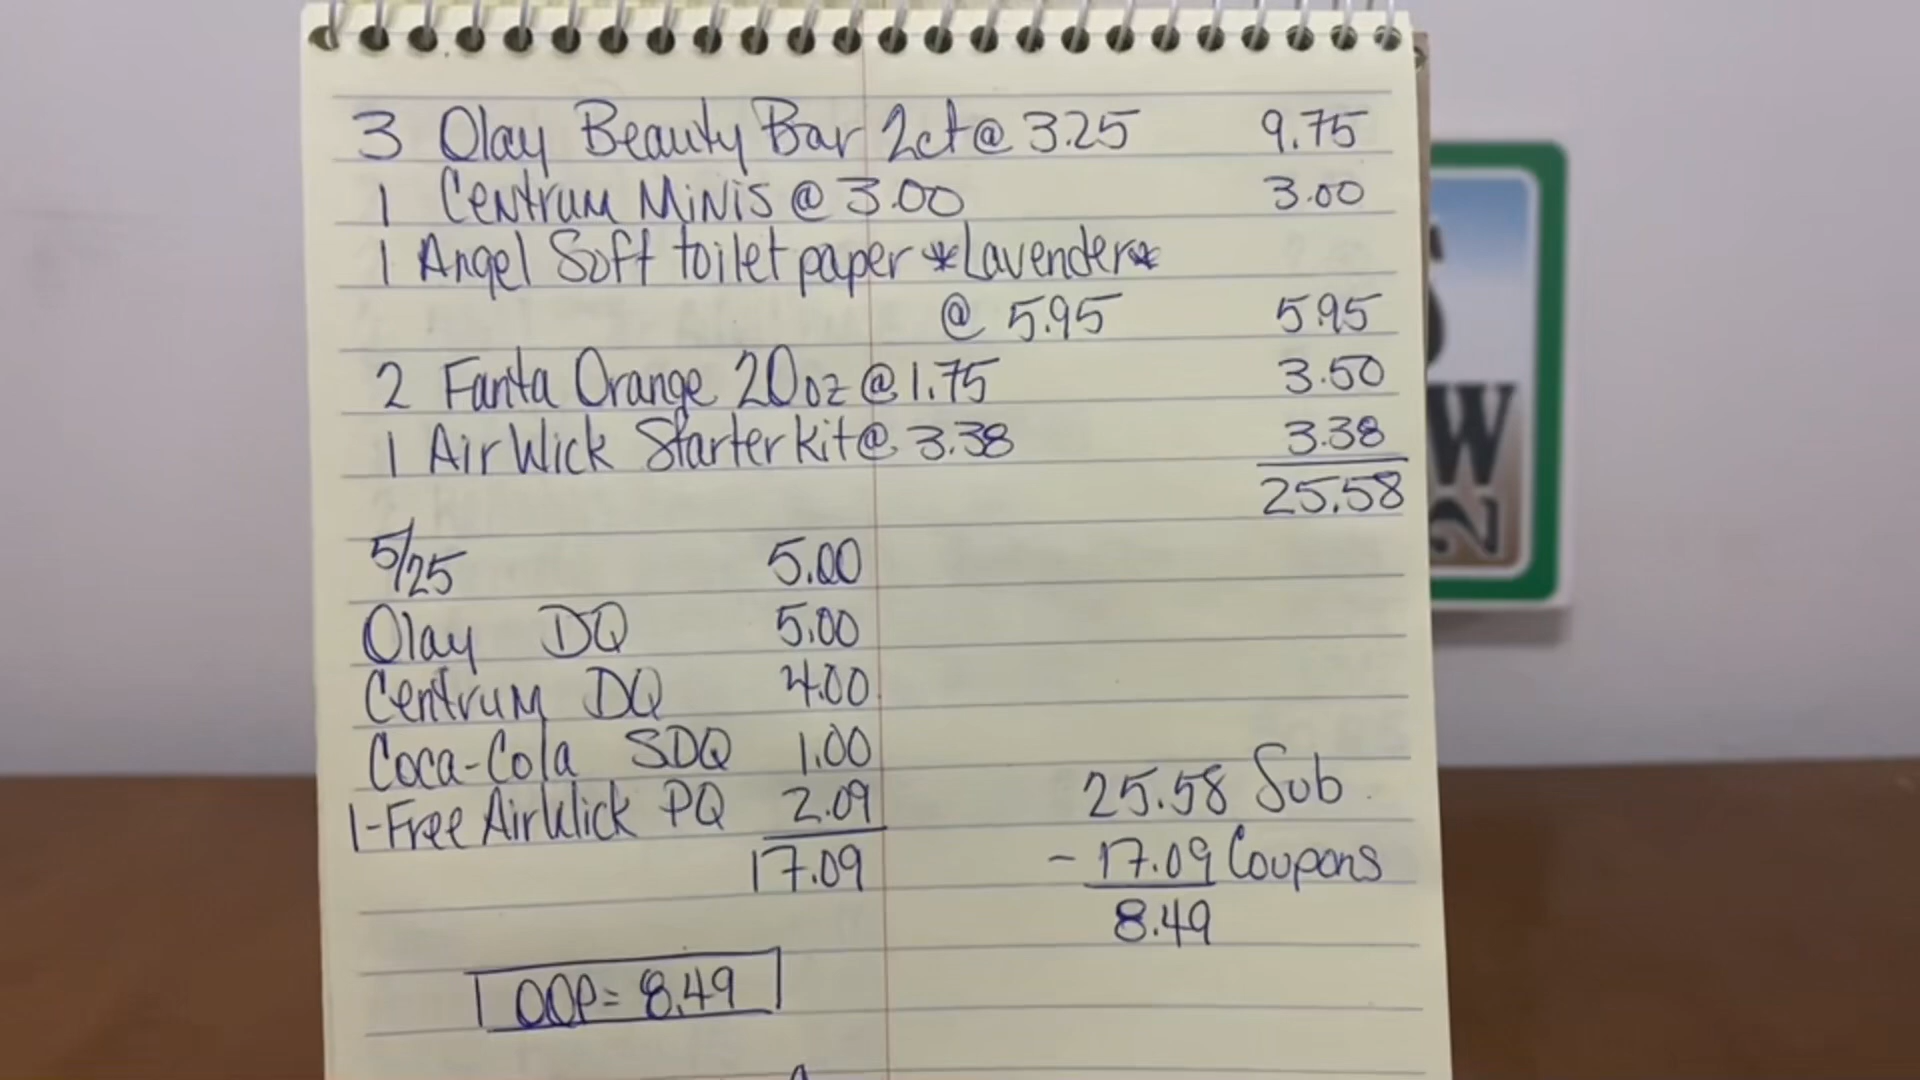 3 Olay Beauty Bar 2ct @ 3.25 9.75
1 Centrum Minis @ 3.00 3.00
1 Angel Soft toilet paper *Lavender*
@ 5.95 5.95
2 Fanta Orange 20oz @ 1.75 3.50
1 Air Wick Starter kit @ 3.38 3.38
25.58
5/25 5.00
Olay DQ 5.00
Centrum DQ 4.00
Coca-Cola SDQ 1.00
1-Free AirWick PQ 2.09
17.09
25.58 Sub
- 17.09 Coupons
8.49
OOP= 8.49
W
2